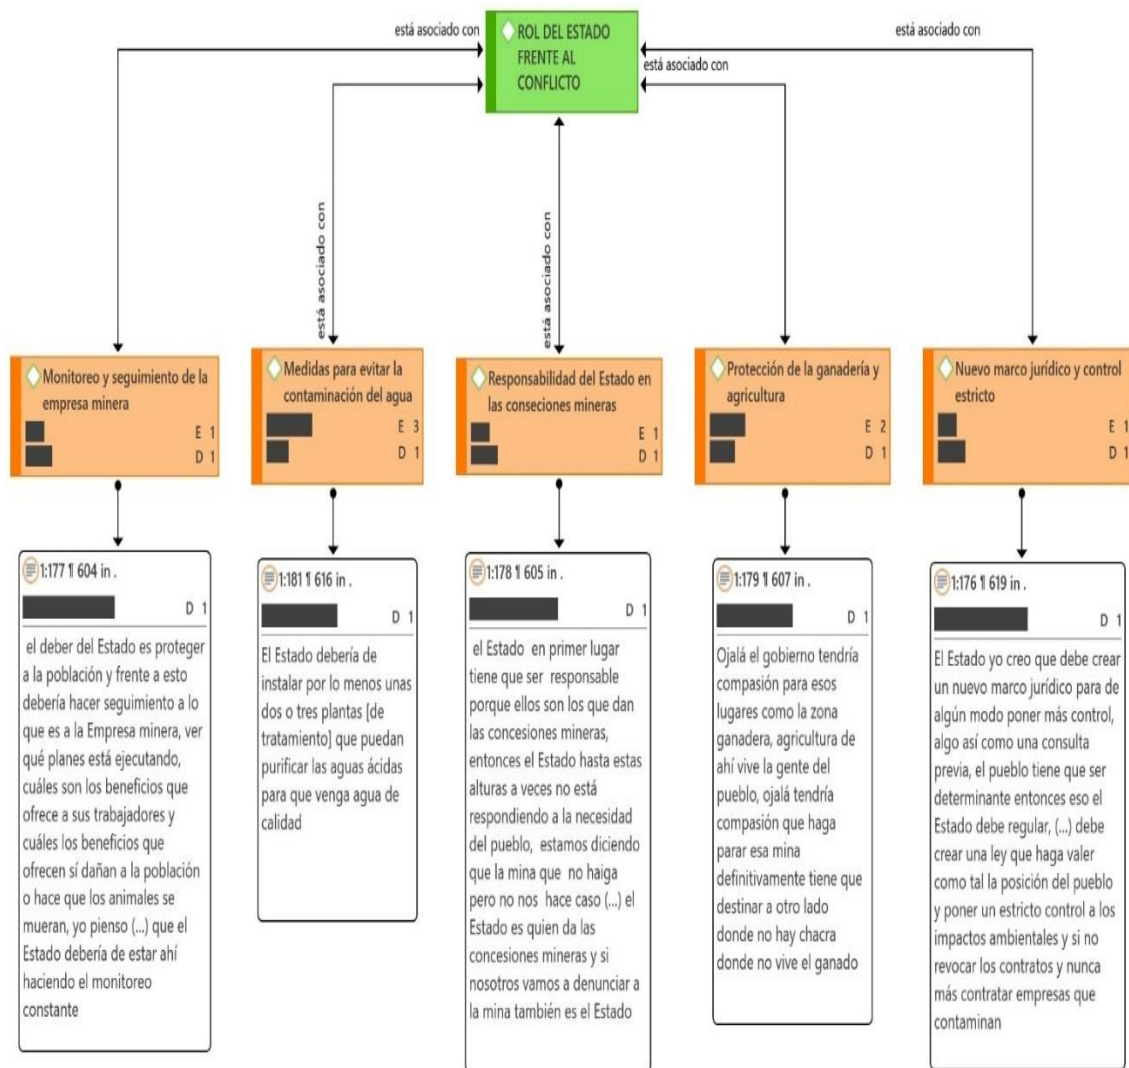 está asociado con
ROL DEL ESTADO
FRENTE AL
CONFLICTO
está asociado con
está asociado con
está asociado con
está asociado con
Monitoreo y seguimiento de la
empresa minera
E 1
D 1
Medidas para evitar la
contaminación del agua
E 3
D 1
Responsabilidad del Estado en
las conseciones mineras
E 1
D 1
Protección de la ganadería y
agricultura
E 2
D 1
Nuevo marco jurídico y control
estricto
E 1
D 1
1:177 ¶ 604 in .
D 1
el deber del Estado es proteger
a la población y frente a esto
debería hacer seguimiento a lo
que es a la Empresa minera, ver
qué planes está ejecutando,
cuáles son los beneficios que
ofrece a sus trabajadores y
cuáles los beneficios que
ofrecen sí dañan a la población
o hace que los animales se
mueran, yo pienso (...) que el
Estado debería de estar ahí
haciendo el monitoreo
constante
1:181 ¶ 616 in .
D 1
El Estado debería de
instalar por lo menos unas
dos o tres plantas [de
tratamiento] que puedan
purificar las aguas ácidas
para que venga agua de
calidad
1:178 ¶ 605 in .
D 1
el Estado en primer lugar
tiene que ser responsable
porque ellos son los que dan
las concesiones mineras,
entonces el Estado hasta estas
alturas a veces no está
respondiendo a la necesidad
del pueblo, estamos diciendo
que la mina que no haiga
pero no nos hace caso (...) el
Estado es quien da las
concesiones mineras y si
nosotros vamos a denunciar a
la mina también es el Estado
1:179 ¶ 607 in .
D 1
Ojalá el gobierno tendría
compasión para esos
lugares como la zona
ganadera, agricultura de
ahí vive la gente del
pueblo, ojalá tendría
compasión que haga
parar esa mina
definitivamente tiene que
destinar a otro lado
donde no hay chacra
donde no vive el ganado
1:176 ¶ 619 in .
D 1
El Estado yo creo que debe crear
un nuevo marco jurídico para de
algún modo poner más control,
algo así como una consulta
previa, el pueblo tiene que ser
determinante entonces eso el
Estado debe regular, (...) debe
crear una ley que haga valer
como tal la posición del pueblo
y poner un estricto control a los
impactos ambientales y si no
revocar los contratos y nunca
más contratar empresas que
contaminan